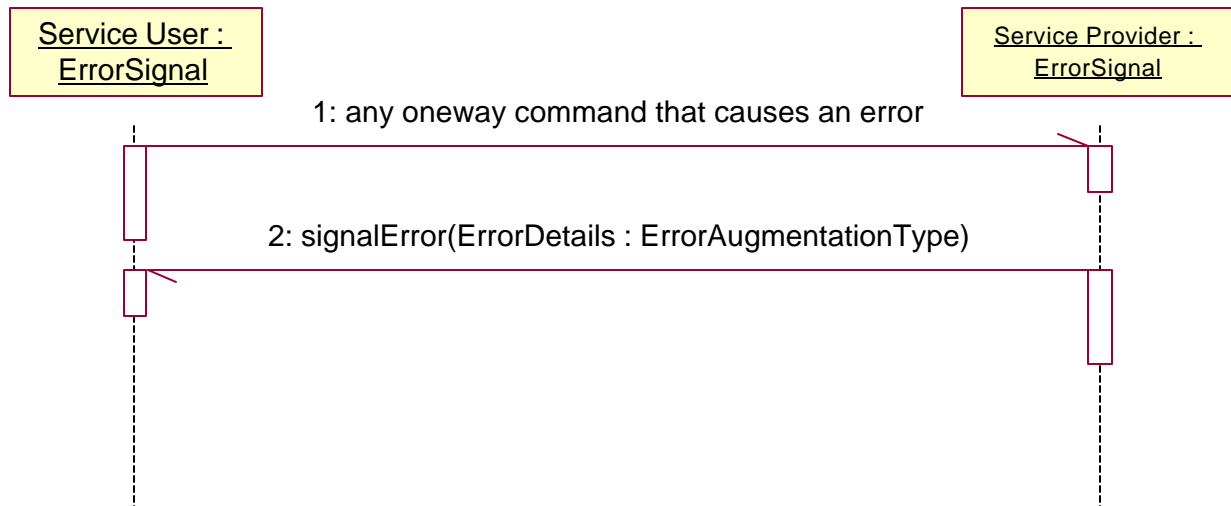 Service User :
ErrorSignal
Service Provider :
ErrorSignal
1: any oneway command that causes an error
2: signalError(ErrorDetails : ErrorAugmentationType)